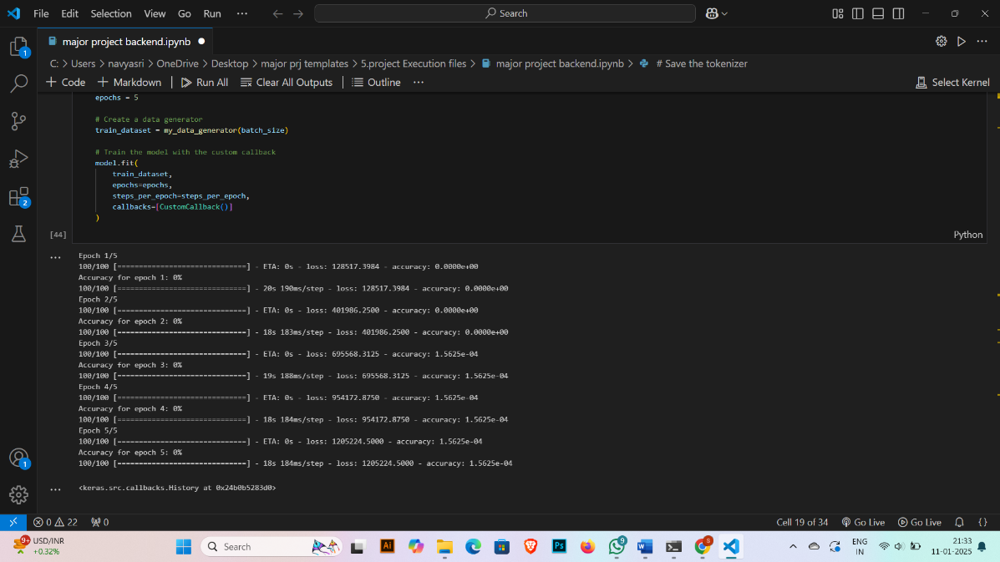 File Edit Selection View Go Run ··· Search
major project backend.ipynb
C: > Users > navyasri > OneDrive > Desktop > major prj templates > 5.project Execution files > major project backend.ipynb > # Save the tokenizer
+ Code + Markdown | Run All Clear All Outputs | Outline ··· Select Kernel
epochs = 5
# Create a data generator
train_dataset = my_data_generator(batch_size)
# Train the model with the custom callback
model.fit(
train_dataset,
epochs=epochs,
steps_per_epoch=steps_per_epoch,
callbacks=[CustomCallback()]
)
[44] Python
Epoch 1/5
100/100 [==============================] - ETA: 0s - loss: 128517.3984 - accuracy: 0.0000e+00
Accuracy for epoch 1: 0%
100/100 [==============================] - 20s 190ms/step - loss: 128517.3984 - accuracy: 0.0000e+00
Epoch 2/5
100/100 [==============================] - ETA: 0s - loss: 401986.2500 - accuracy: 0.0000e+00
Accuracy for epoch 2: 0%
100/100 [==============================] - 18s 183ms/step - loss: 401986.2500 - accuracy: 0.0000e+00
Epoch 3/5
100/100 [==============================] - ETA: 0s - loss: 695568.3125 - accuracy: 1.5625e-04
Accuracy for epoch 3: 0%
100/100 [==============================] - 19s 188ms/step - loss: 695568.3125 - accuracy: 1.5625e-04
Epoch 4/5
100/100 [==============================] - ETA: 0s - loss: 954172.8750 - accuracy: 1.5625e-04
Accuracy for epoch 4: 0%
100/100 [==============================] - 18s 184ms/step - loss: 954172.8750 - accuracy: 1.5625e-04
Epoch 5/5
100/100 [==============================] - ETA: 0s - loss: 1205224.5000 - accuracy: 1.5625e-04
Accuracy for epoch 5: 0%
100/100 [==============================] - 18s 184ms/step - loss: 1205224.5000 - accuracy: 1.5625e-04
<keras.src.callbacks.History at 0x24b0b5283d0>
0 22 0 Cell 19 of 34 Go Live Go Live {}
9+ USD/INR
+0.32%
Search
ENG
IN
21:33
11-01-2025